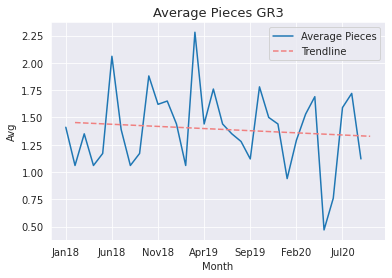 Average Pieces GR3
Average Pieces
Trendline
Avg
2.25
2.00
1.75
1.50
1.25
1.00
0.75
0.50
Jan18 Jun18 Nov18 Apr19 Sep19 Feb20 Jul20
Month